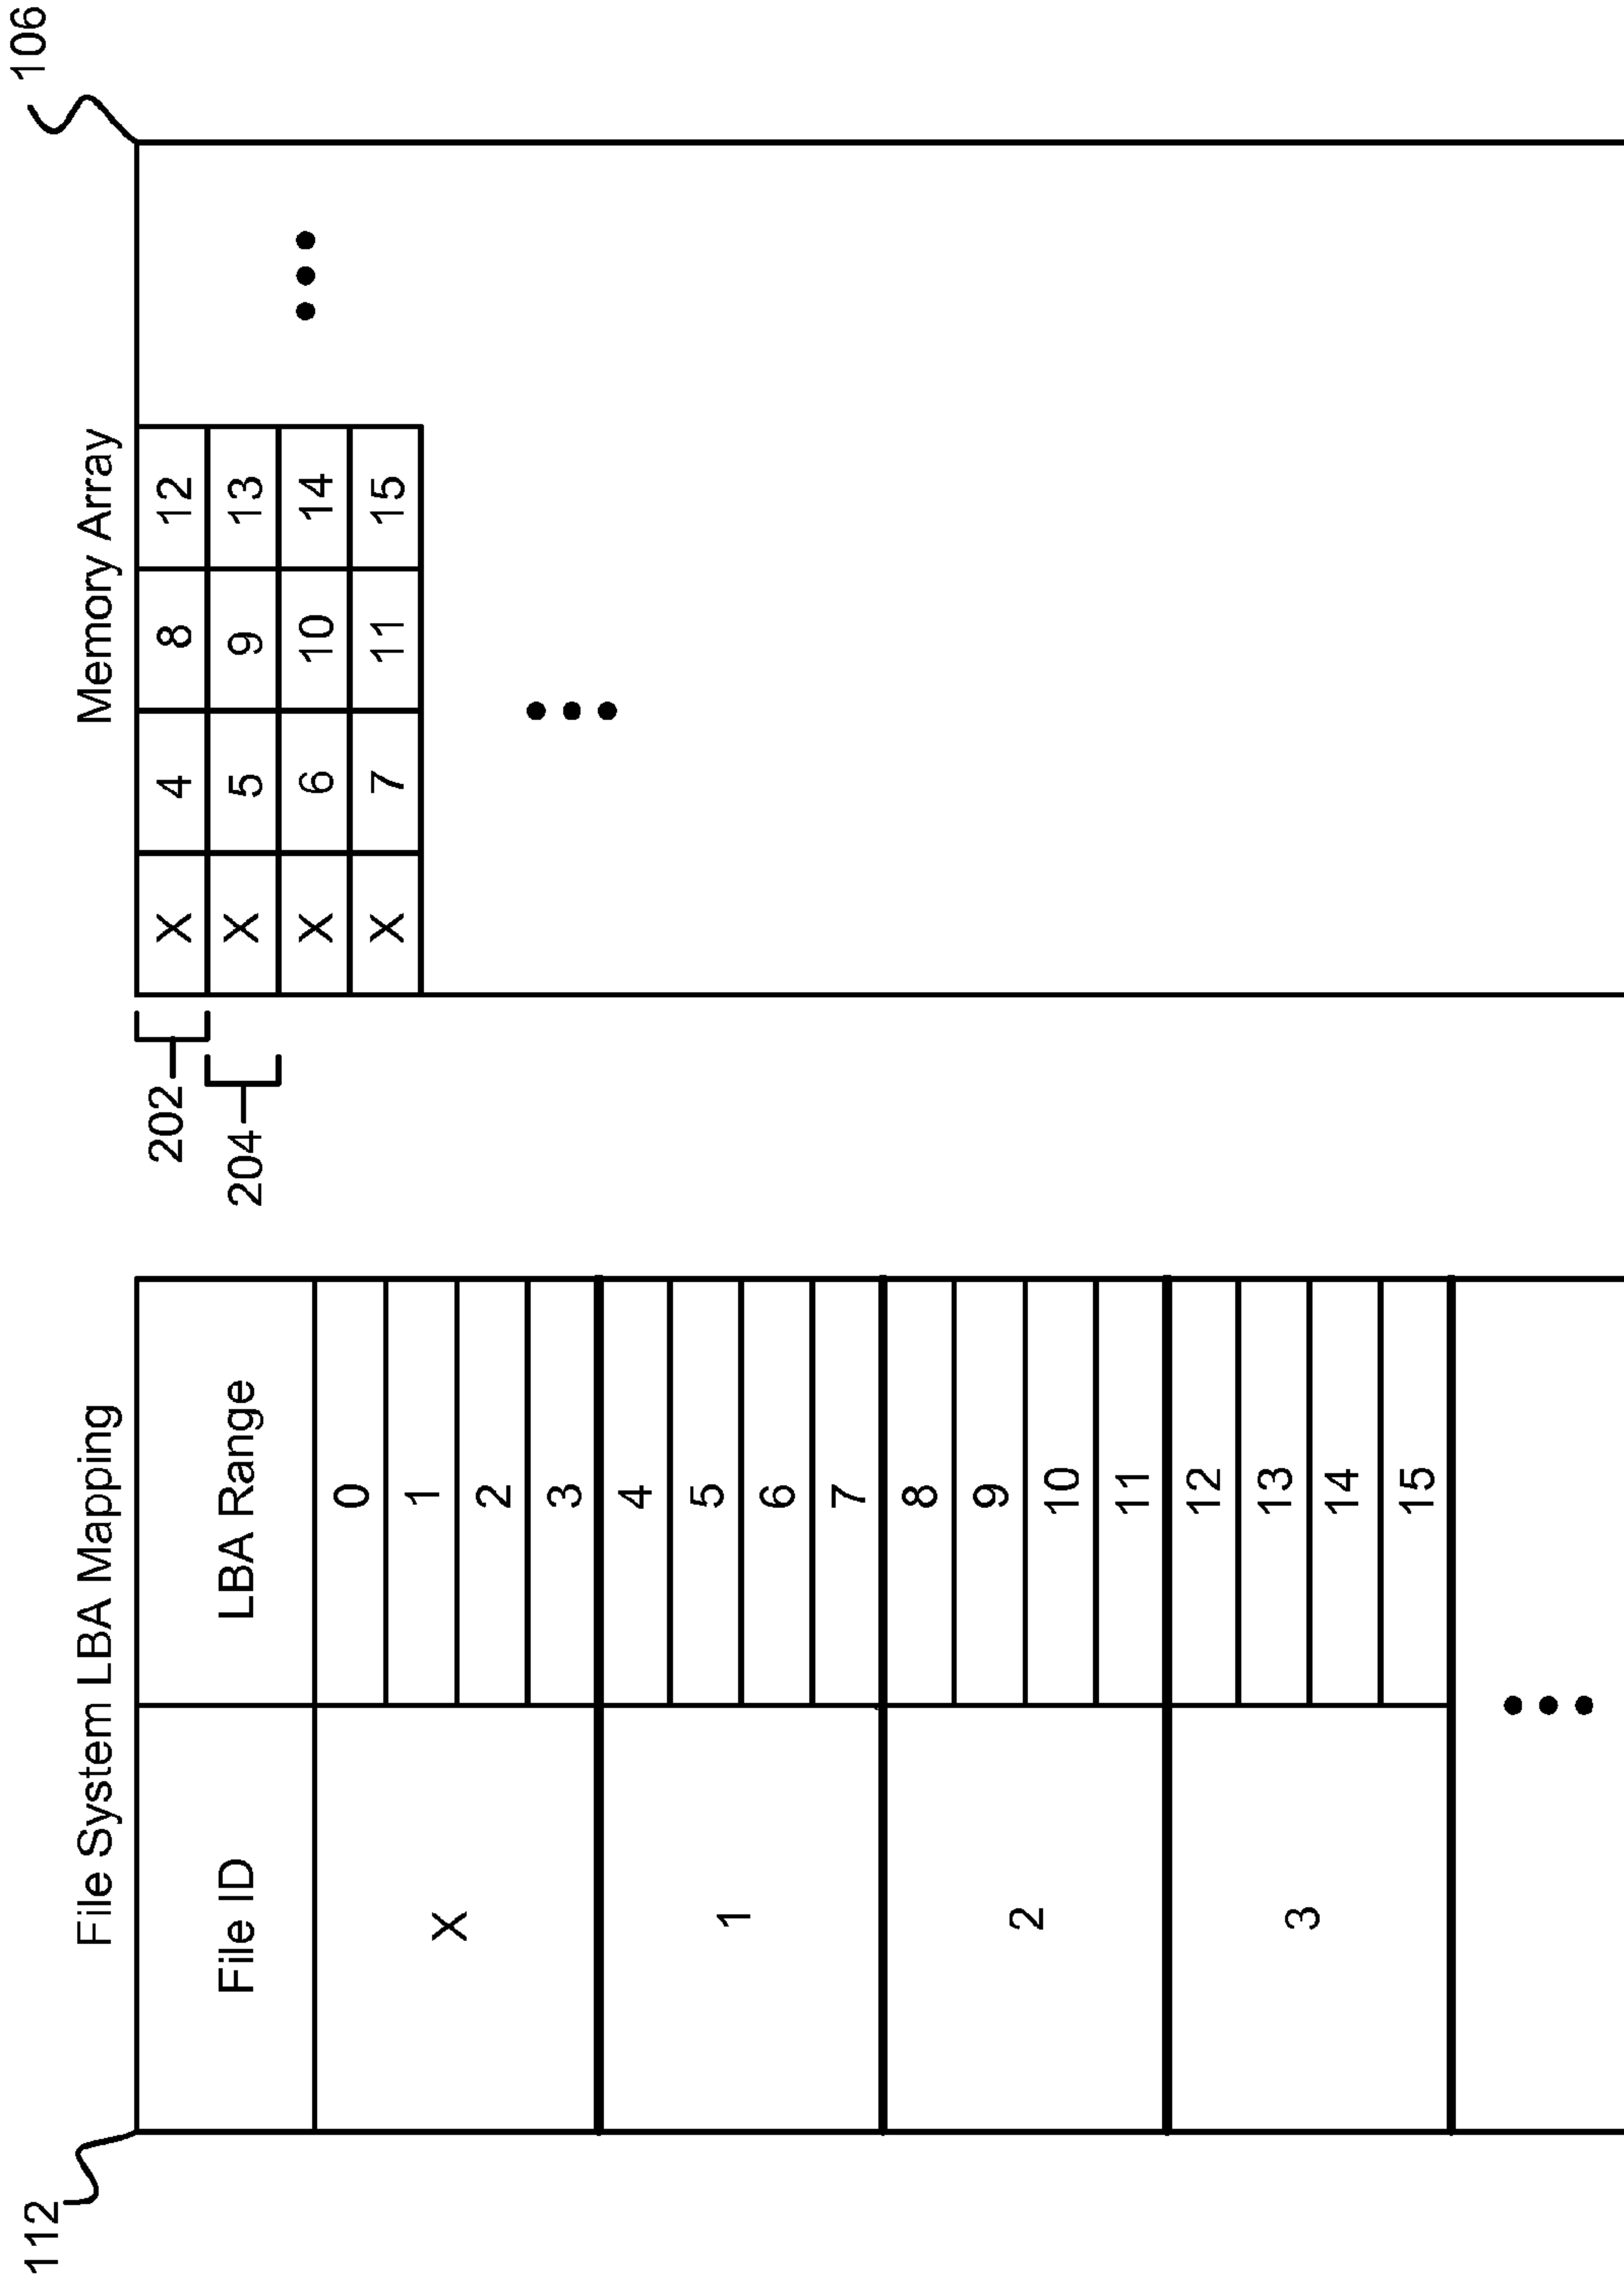 112
File System LBA Mapping
File ID LBA Range
X
0
1
2
3
1
4
5
6
7
2
8
9
10
11
3
12
13
14
15
106
Memory Array
202 X 4 8 12
204 X 5 9 13
X 6 10 14
X 7 11 15